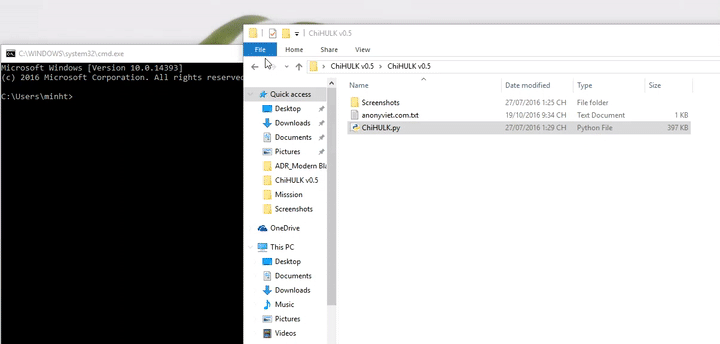 ChiHULK v0.5
C:\WINDOWS\system32\cmd.exe
File Home Share View
Microsoft Windows [Version 10.0.14393]
(c) 2016 Microsoft Corporation. All rights reserve
ChiHULK v0.5 > ChiHULK v0.5
C:\Users\minht>
Quick access
Desktop
Downloads
Documents
Pictures
ADR_Modern Bla
ChiHULK v0.5
Misssion
Screenshots
OneDrive
This PC
Desktop
Documents
Downloads
Music
Pictures
Videos
Name Date modified Type Size
Screenshots 27/07/2016 1:25 CH File folder
anonyviet.com.txt 19/10/2016 9:34 CH Text Document 1 KB
ChiHULK.py 27/07/2016 1:29 CH Python File 397 KB